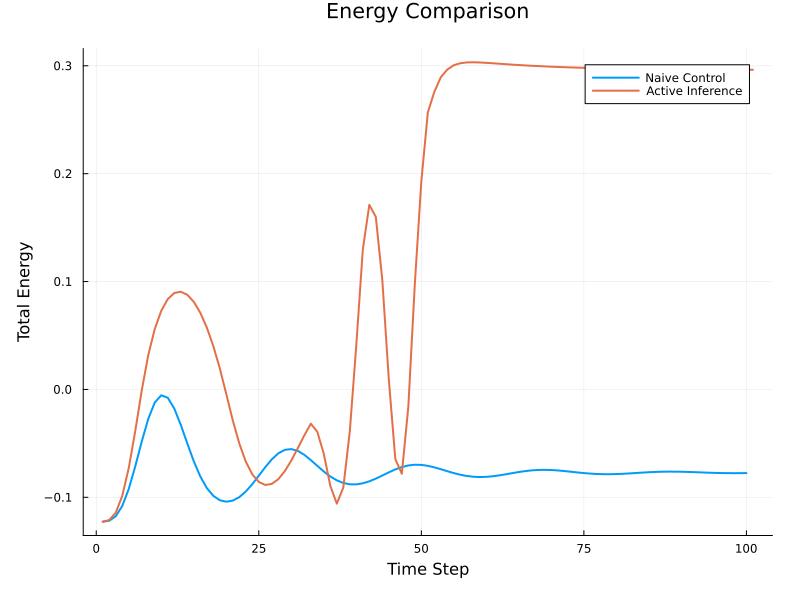 Energy Comparison
Total Energy
0.3
0.2
0.1
0.0
−0.1
Naive Control
Active Inference
0 25 50 75 100
Time Step